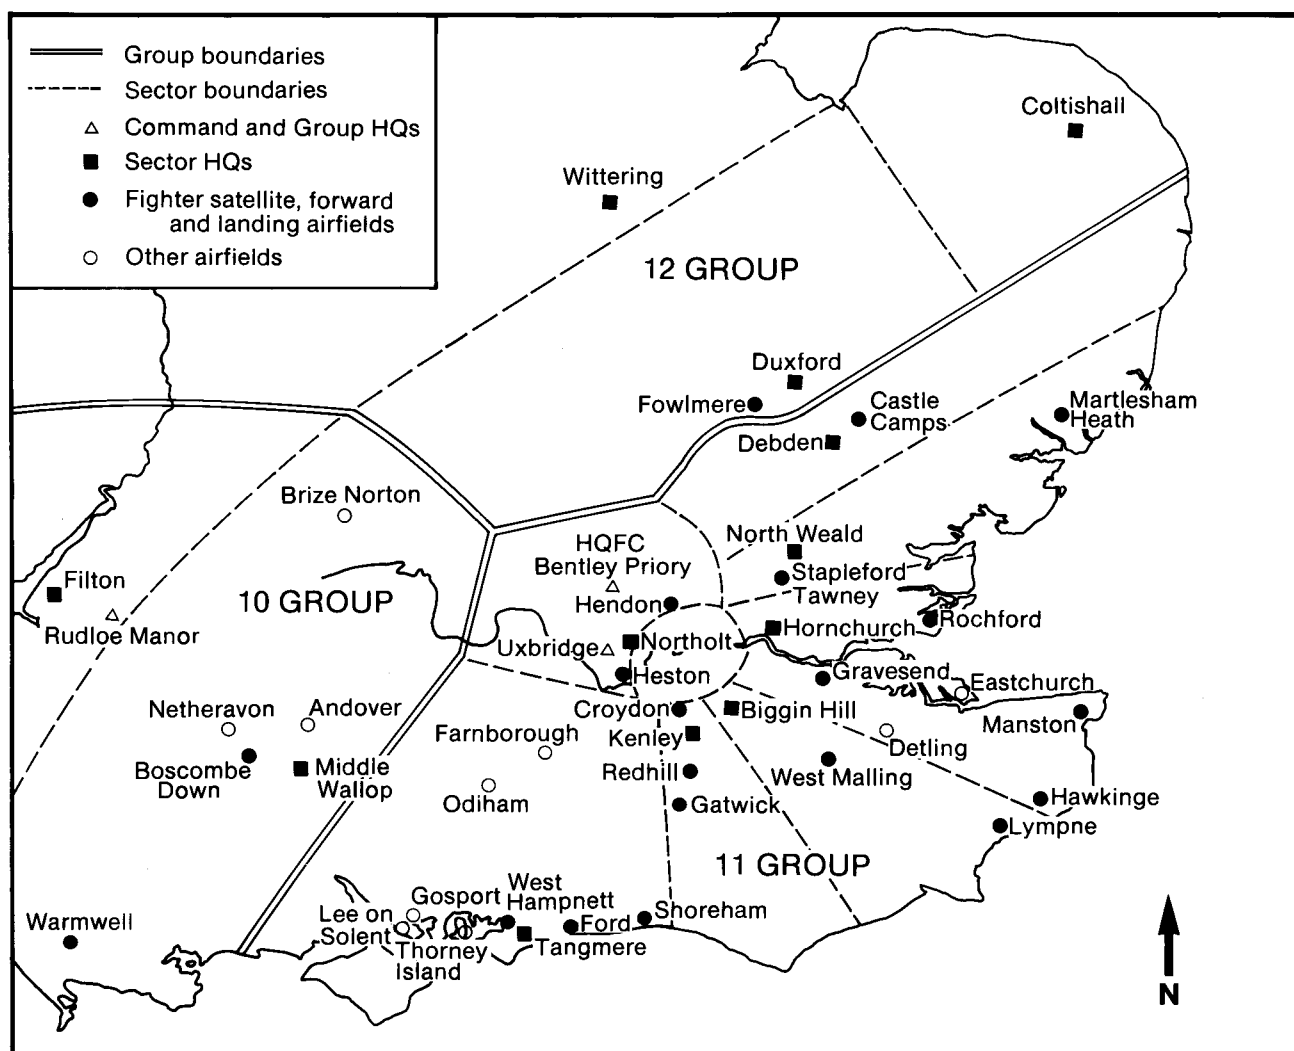 Group boundaries
Sector boundaries
Command and Group HQs
Sector HQs
Fighter satellite, forward
and landing airfields
Other airfields
Coltishall
Wittering
12 GROUP
Duxford
Fowlmere
Castle
Camps
Martlesham
Heath
Debden
Brize Norton
North Weald
HQFC
Bentley Priory
Stapleford
Tawney
Filton
10 GROUP
Hendon
Rudloe Manor
Rochford
Hornchurch
Northolt
Uxbridge
Heston
Gravesend
Eastchurch
Netheravon
Andover
Croydon
Biggin Hill
Manston
Farnborough
Kenley
Detling
Boscombe
Down
Middle
Wallop
Redhill
West Malling
Odiham
Gatwick
Hawkinge
Lympne
11 GROUP
Gosport
West
Hampnett
Warmwell
Lee on
Solent
Ford
Shoreham
Thorney
Island
Tangmere
N